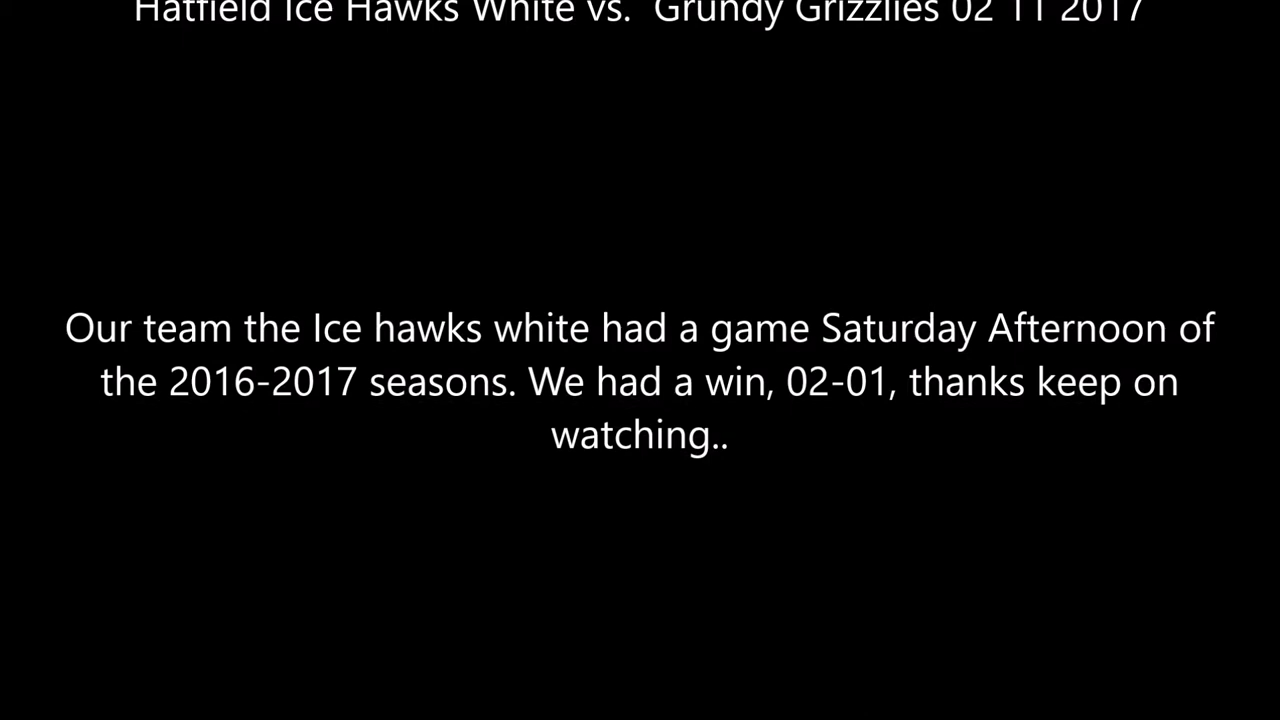 Hatfield Ice Hawks White vs.  Grundy Grizzlies 02 11 2017
Our team the Ice hawks white had a game Saturday Afternoon of
the 2016-2017 seasons. We had a win, 02-01, thanks keep on
watching..